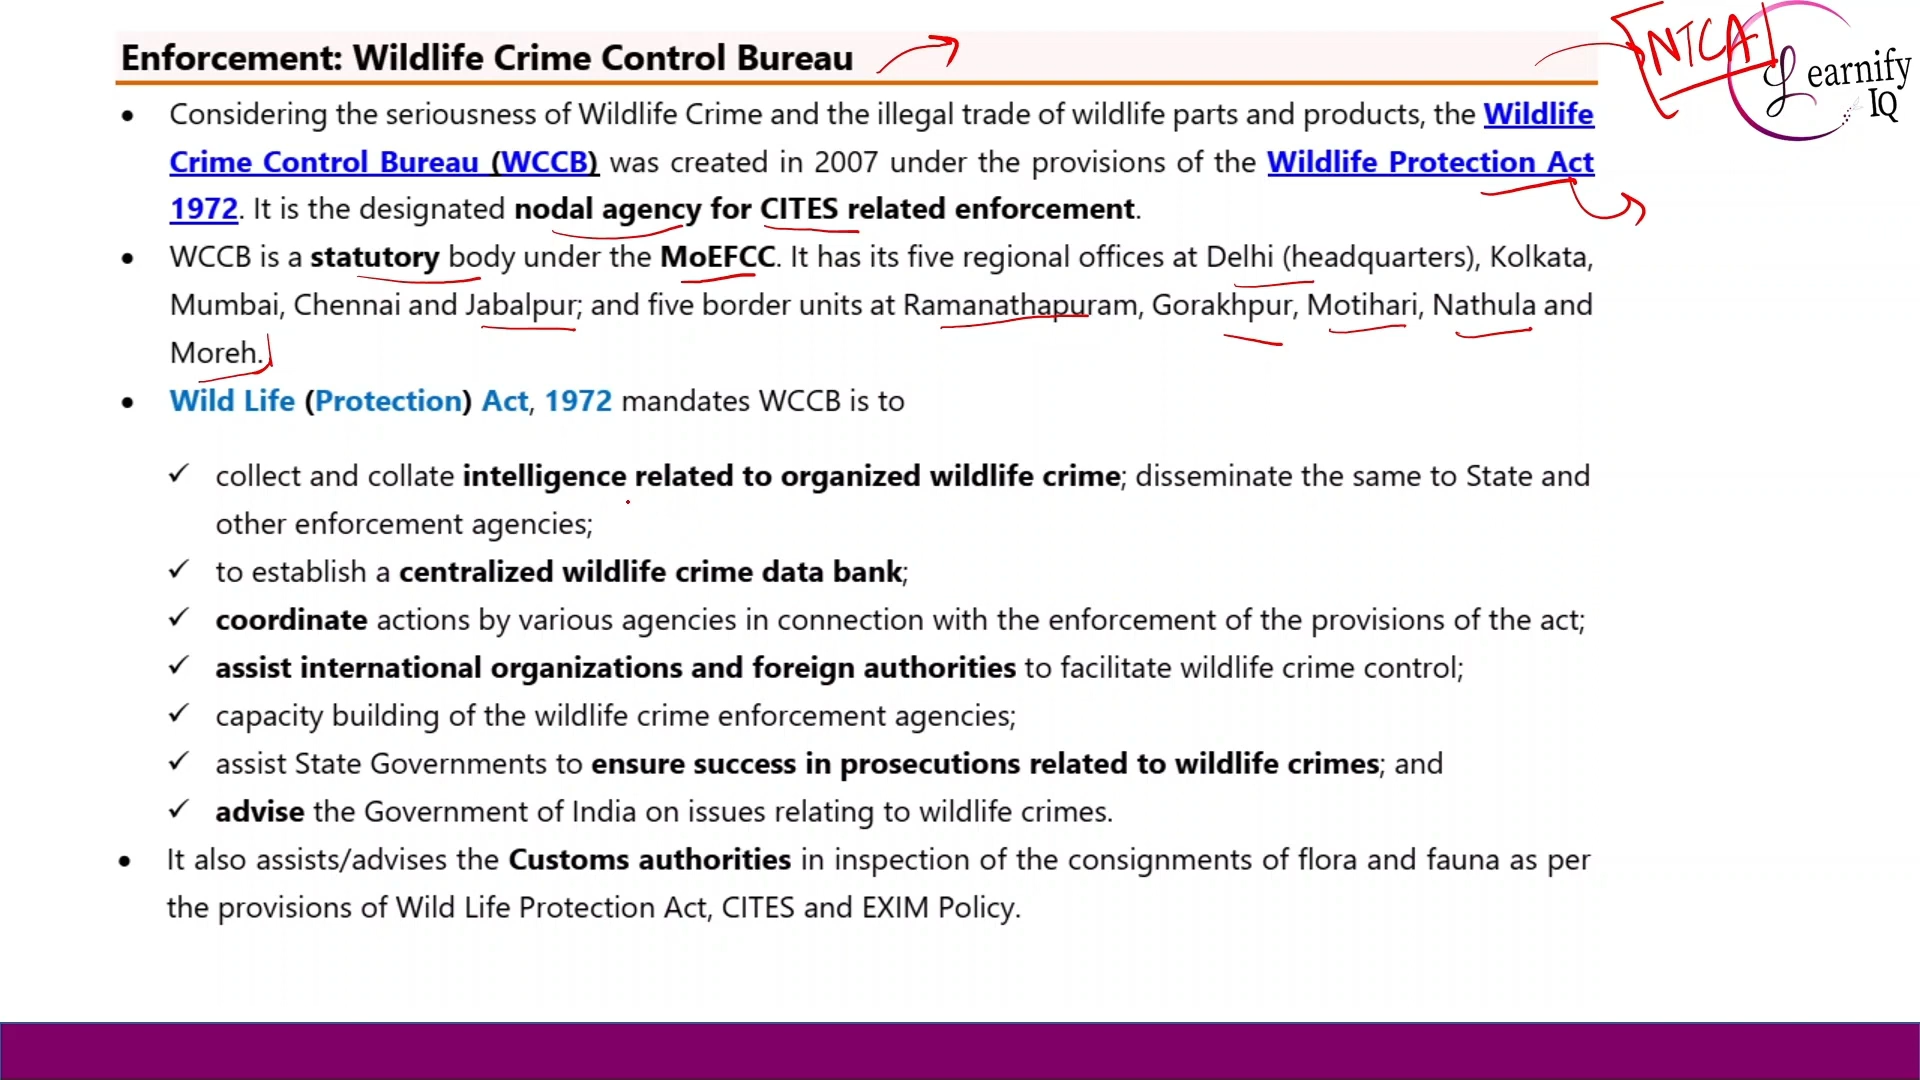 Enforcement: Wildlife Crime Control Bureau
NTCA
Learnify
IQ
• Considering the seriousness of Wildlife Crime and the illegal trade of wildlife parts and products, the Wildlife
Crime Control Bureau (WCCB) was created in 2007 under the provisions of the Wildlife Protection Act
1972. It is the designated nodal agency for CITES related enforcement.
• WCCB is a statutory body under the MoEFCC. It has its five regional offices at Delhi (headquarters), Kolkata,
Mumbai, Chennai and Jabalpur; and five border units at Ramanathapuram, Gorakhpur, Motihari, Nathula and
Moreh.
• Wild Life (Protection) Act, 1972 mandates WCCB is to
✓ collect and collate intelligence related to organized wildlife crime; disseminate the same to State and
other enforcement agencies;
✓ to establish a centralized wildlife crime data bank;
✓ coordinate actions by various agencies in connection with the enforcement of the provisions of the act;
✓ assist international organizations and foreign authorities to facilitate wildlife crime control;
✓ capacity building of the wildlife crime enforcement agencies;
✓ assist State Governments to ensure success in prosecutions related to wildlife crimes; and
✓ advise the Government of India on issues relating to wildlife crimes.
• It also assists/advises the Customs authorities in inspection of the consignments of flora and fauna as per
the provisions of Wild Life Protection Act, CITES and EXIM Policy.